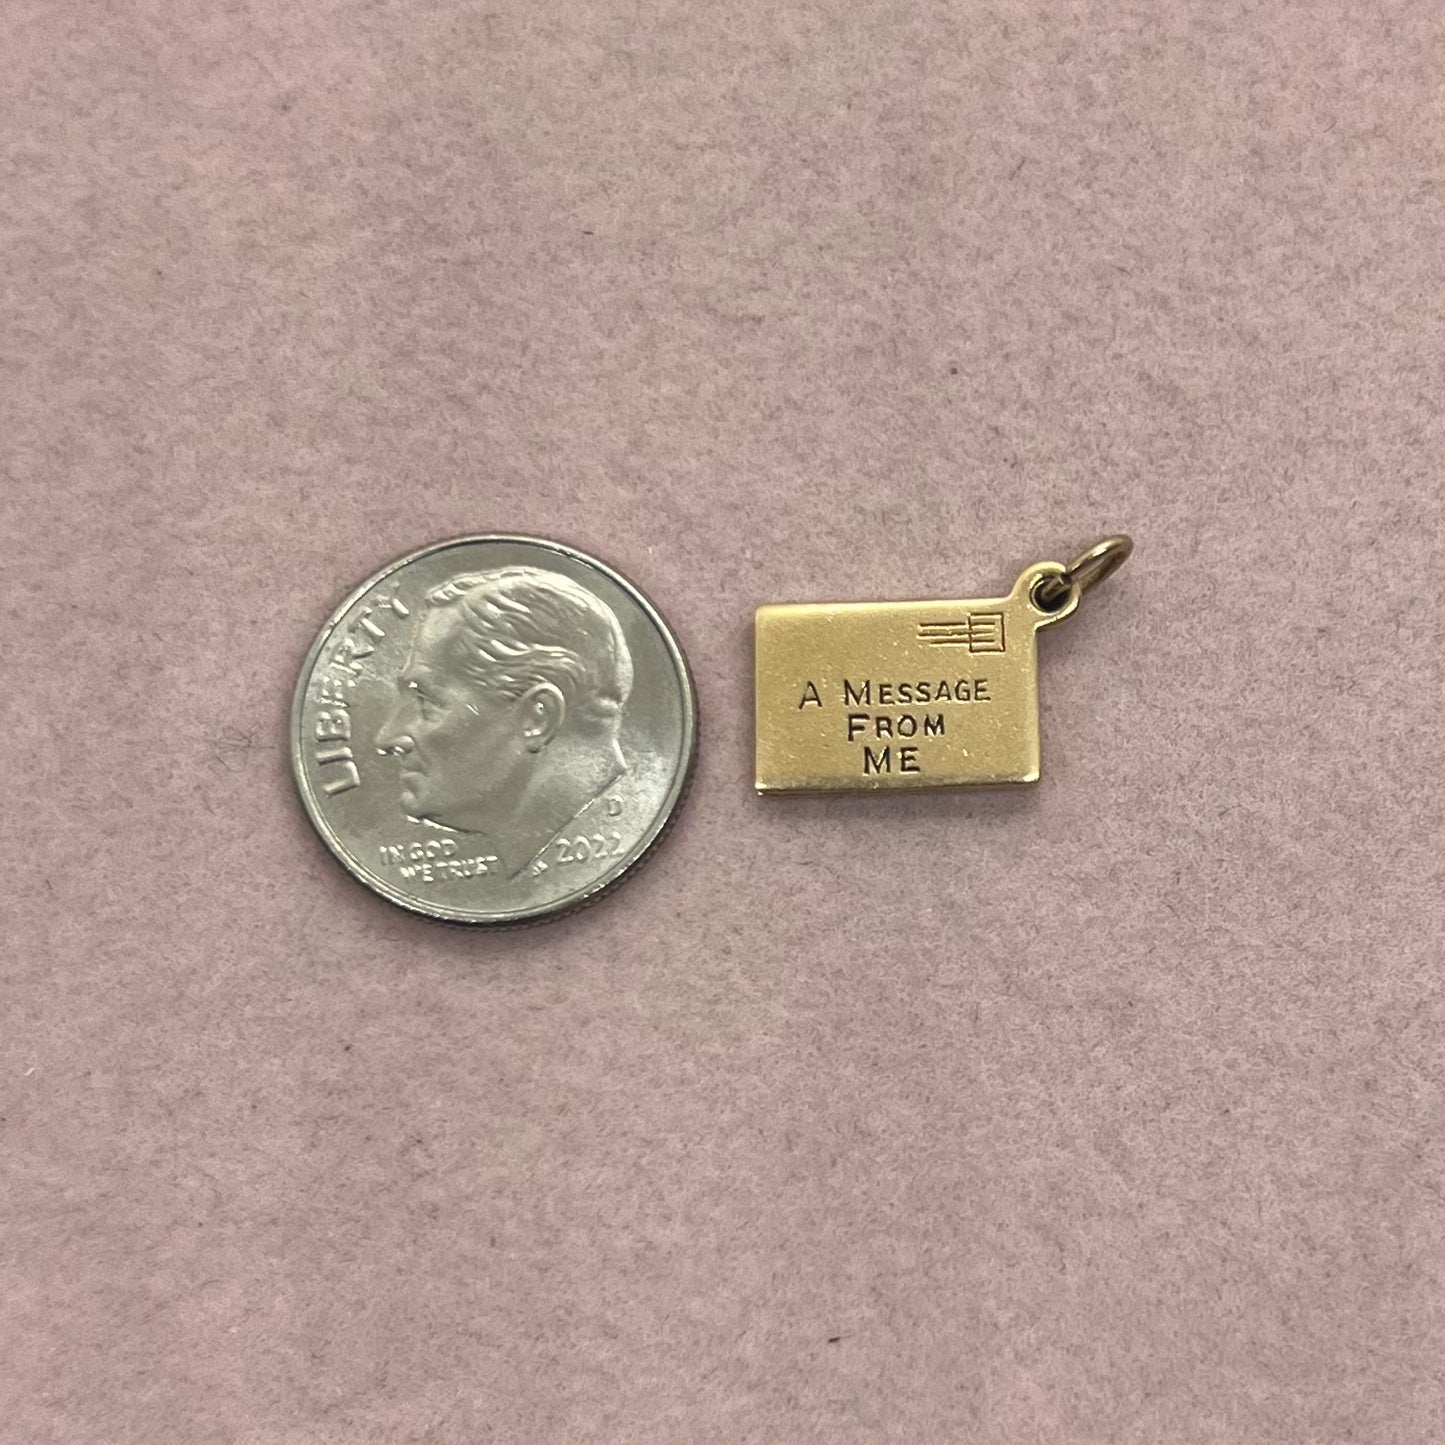 LIBERTY
IN GOD
WE TRUST
D
2022
A MESSAGE
FROM
ME